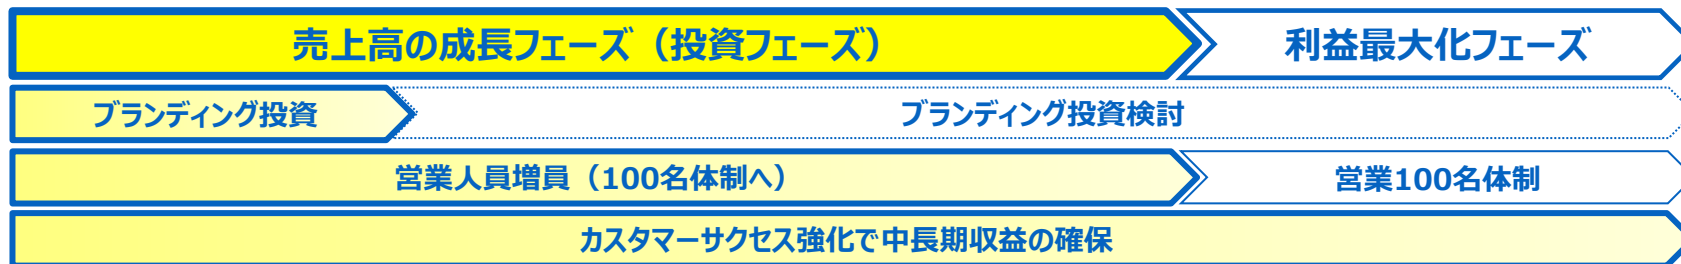 売上高の成長フェーズ（投資フェーズ）
利益最大化フェーズ
ブランディング投資
ブランディング投資検討
営業人員増員（100名体制へ）
営業100名体制
カスタマーサクセス強化で中長期収益の確保